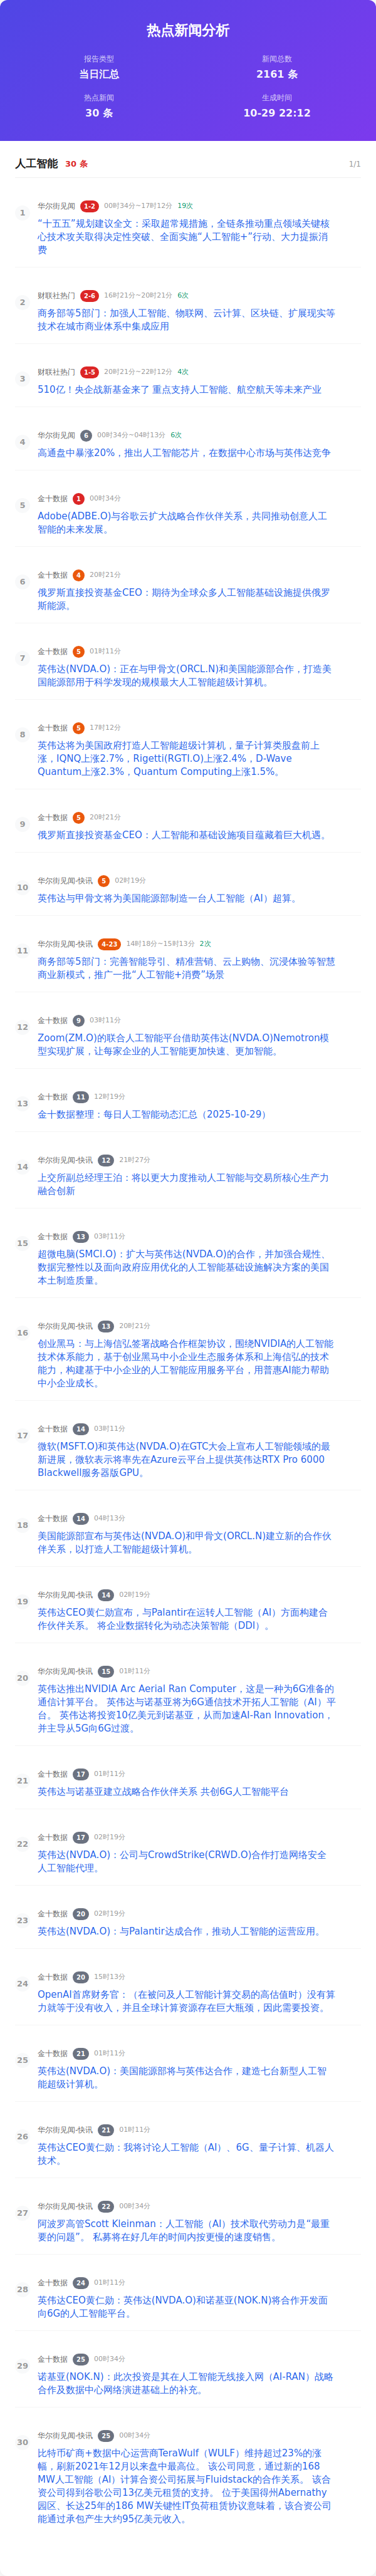 热点新闻分析
报告类型
新闻总数
当日汇总
2161 条
热点新闻
生成时间
30 条
10-29 22:12
人工智能 30 条
1/1
1
华尔街见闻 1-2 00时34分~17时12分 19次
“十五五”规划建议全文：采取超常规措施，全链条推动重点领域关键核
心技术攻关取得决定性突破、全面实施“人工智能+”行动、大力提振消
费
2
财联社热门 2-6 16时21分~20时21分 6次
商务部等5部门：加强人工智能、物联网、云计算、区块链、扩展现实等
技术在城市商业体系中集成应用
3
财联社热门 1-5 20时21分~22时12分 4次
510亿！央企战新基金来了 重点支持人工智能、航空航天等未来产业
4
华尔街见闻 6 00时34分~04时13分 6次
高通盘中暴涨20%，推出人工智能芯片，在数据中心市场与英伟达竞争
5
金十数据 1 00时34分
Adobe(ADBE.O)与谷歌云扩大战略合作伙伴关系，共同推动创意人工
智能的未来发展。
6
金十数据 4 20时21分
俄罗斯直接投资基金CEO：期待为全球众多人工智能基础设施提供俄罗
斯能源。
7
金十数据 5 01时11分
英伟达(NVDA.O)：正在与甲骨文(ORCL.N)和美国能源部合作，打造美
国能源部用于科学发现的规模最大人工智能超级计算机。
8
金十数据 5 17时12分
英伟达将为美国政府打造人工智能超级计算机，量子计算类股盘前上
涨，IQNQ上涨2.7%，Rigetti(RGTI.O)上涨2.4%，D-Wave
Quantum上涨2.3%，Quantum Computing上涨1.5%。
9
金十数据 5 20时21分
俄罗斯直接投资基金CEO：人工智能和基础设施项目蕴藏着巨大机遇。
10
华尔街见闻-快讯 5 02时19分
英伟达与甲骨文将为美国能源部制造一台人工智能（AI）超算。
11
华尔街见闻-快讯 4-23 14时18分~15时13分 2次
商务部等5部门：完善智能导引、精准营销、云上购物、沉浸体验等智慧
商业新模式，推广一批“人工智能+消费”场景
12
金十数据 9 03时11分
Zoom(ZM.O)的联合人工智能平台借助英伟达(NVDA.O)Nemotron模
型实现扩展，让每家企业的人工智能更加快速、更加智能。
13
金十数据 11 12时19分
金十数据整理：每日人工智能动态汇总（2025-10-29）
14
华尔街见闻-快讯 12 21时27分
上交所副总经理王泊：将以更大力度推动人工智能与交易所核心生产力
融合创新
15
金十数据 13 03时11分
超微电脑(SMCI.O)：扩大与英伟达(NVDA.O)的合作，并加强合规性、
数据完整性以及面向政府应用优化的人工智能基础设施解决方案的美国
本土制造质量。
16
华尔街见闻-快讯 13 20时21分
创业黑马：与上海信弘签署战略合作框架协议，围绕NVIDIA的人工智能
技术体系能力，基于创业黑马中小企业生态服务体系和上海信弘的技术
能力，构建基于中小企业的人工智能应用服务平台，用普惠AI能力帮助
中小企业成长。
17
金十数据 14 03时11分
微软(MSFT.O)和英伟达(NVDA.O)在GTC大会上宣布人工智能领域的最
新进展，微软表示将率先在Azure云平台上提供英伟达RTX Pro 6000
Blackwell服务器版GPU。
18
金十数据 14 04时13分
美国能源部宣布与英伟达(NVDA.O)和甲骨文(ORCL.N)建立新的合作伙
伴关系，以打造人工智能超级计算机。
19
华尔街见闻-快讯 14 02时19分
英伟达CEO黄仁勋宣布，与Palantir在运转人工智能（AI）方面构建合
作伙伴关系。 将企业数据转化为动态决策智能（DDI）。
20
华尔街见闻-快讯 15 01时11分
英伟达推出NVIDIA Arc Aerial Ran Computer，这是一种为6G准备的
通信计算平台。 英伟达与诺基亚将为6G通信技术开拓人工智能（AI）平
台。 英伟达将投资10亿美元到诺基亚，从而加速AI-Ran Innovation，
并主导从5G向6G过渡。
21
金十数据 17 01时11分
英伟达与诺基亚建立战略合作伙伴关系 共创6G人工智能平台
22
金十数据 17 02时19分
英伟达(NVDA.O)：公司与CrowdStrike(CRWD.O)合作打造网络安全
人工智能代理。
23
金十数据 20 02时19分
英伟达(NVDA.O)：与Palantir达成合作，推动人工智能的运营应用。
24
金十数据 20 15时13分
OpenAI首席财务官：（在被问及人工智能计算交易的高估值时）没有算
力就等于没有收入，并且全球计算资源存在巨大瓶颈，因此需要投资。
25
金十数据 21 01时11分
英伟达(NVDA.O)：美国能源部将与英伟达合作，建造七台新型人工智
能超级计算机。
26
华尔街见闻-快讯 21 01时11分
英伟达CEO黄仁勋：我将讨论人工智能（AI）、6G、量子计算、机器人
技术。
27
华尔街见闻-快讯 22 00时34分
阿波罗高管Scott Kleinman：人工智能（AI）技术取代劳动力是“最重
要的问题”。 私募将在好几年的时间内按更慢的速度销售。
28
金十数据 24 01时11分
英伟达CEO黄仁勋：英伟达(NVDA.O)和诺基亚(NOK.N)将合作开发面
向6G的人工智能平台。
29
金十数据 25 00时34分
诺基亚(NOK.N)：此次投资是其在人工智能无线接入网（AI-RAN）战略
合作及数据中心网络演进基础上的补充。
30
华尔街见闻-快讯 25 00时34分
比特币矿商+数据中心运营商TeraWulf（WULF）维持超过23%的涨
幅，刷新2021年12月以来盘中最高位。 该公司同意，通过新的168
MW人工智能（AI）计算合资公司拓展与Fluidstack的合作关系。 该合
资公司得到谷歌公司13亿美元租赁的支持。 位于美国得州Abernathy
园区、长达25年的186 MW关键性IT负荷租赁协议意味着，该合资公司
能通过承包产生大约95亿美元收入。